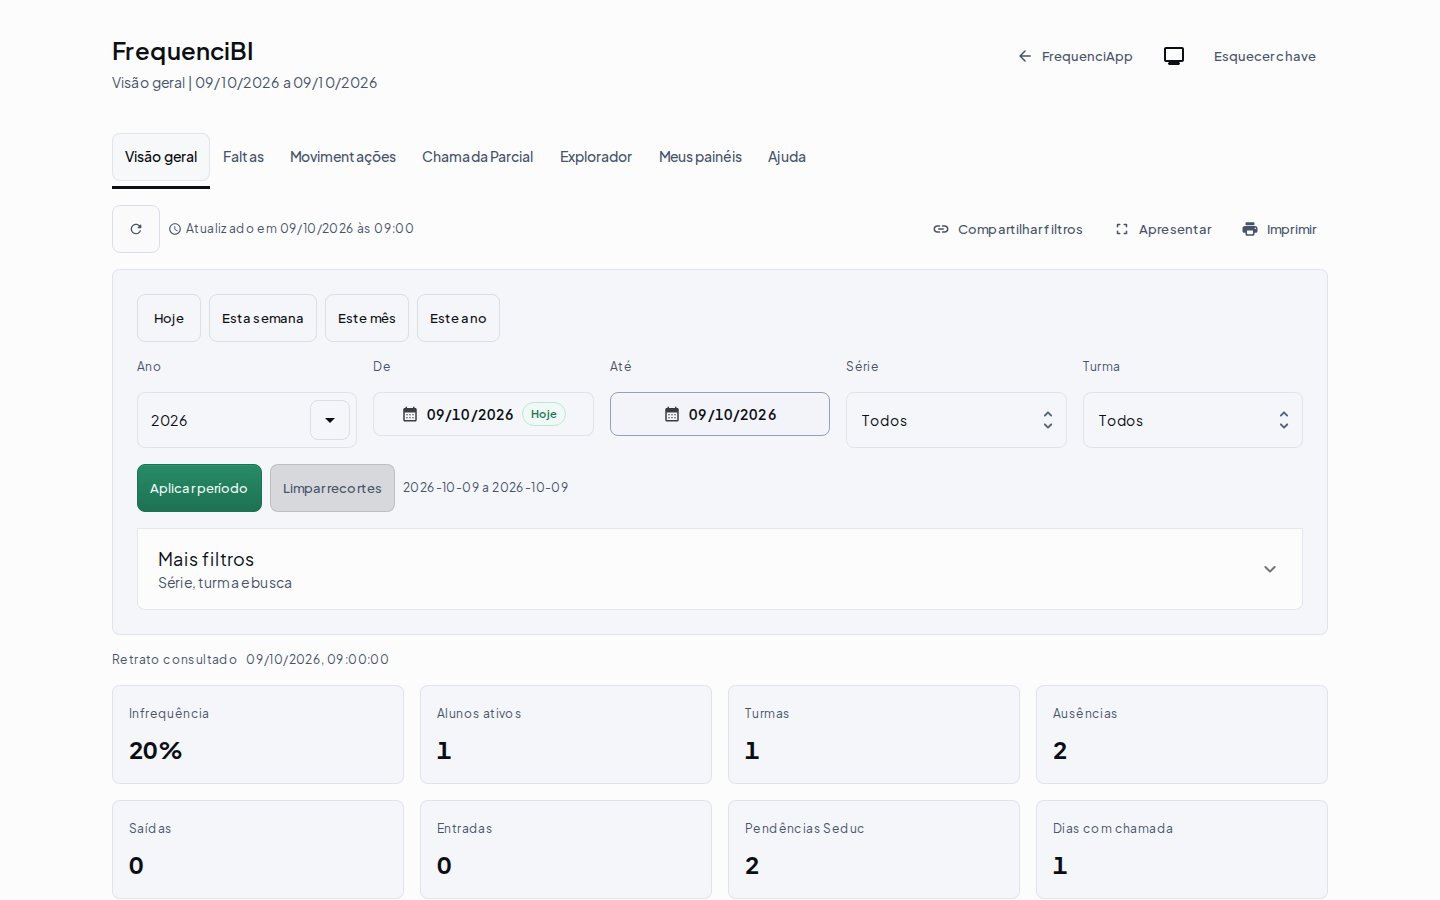 FrequenciBI
Visão geral | 09/10/2026 a 09/10/2026
FrequenciApp
Esquecer chave
Visão geral
Faltas
Movimentações
Chamada Parcial
Explorador
Meus painéis
Ajuda
Atualizado em 09/10/2026 às 09:00
Compartilhar filtros
Apresentar
Imprimir
Hoje
Esta semana
Este mês
Este ano
Ano
De
Até
Série
Turma
2026
09/10/2026 Hoje
09/10/2026
Todos
Todos
Aplicar período
Limpar recortes
2026-10-09 a 2026-10-09
Mais filtros
Série, turma e busca
Retrato consultado 09/10/2026, 09:00:00
Infrequência
20%
Alunos ativos
1
Turmas
1
Ausências
2
Saídas
0
Entradas
0
Pendências Seduc
2
Dias com chamada
1